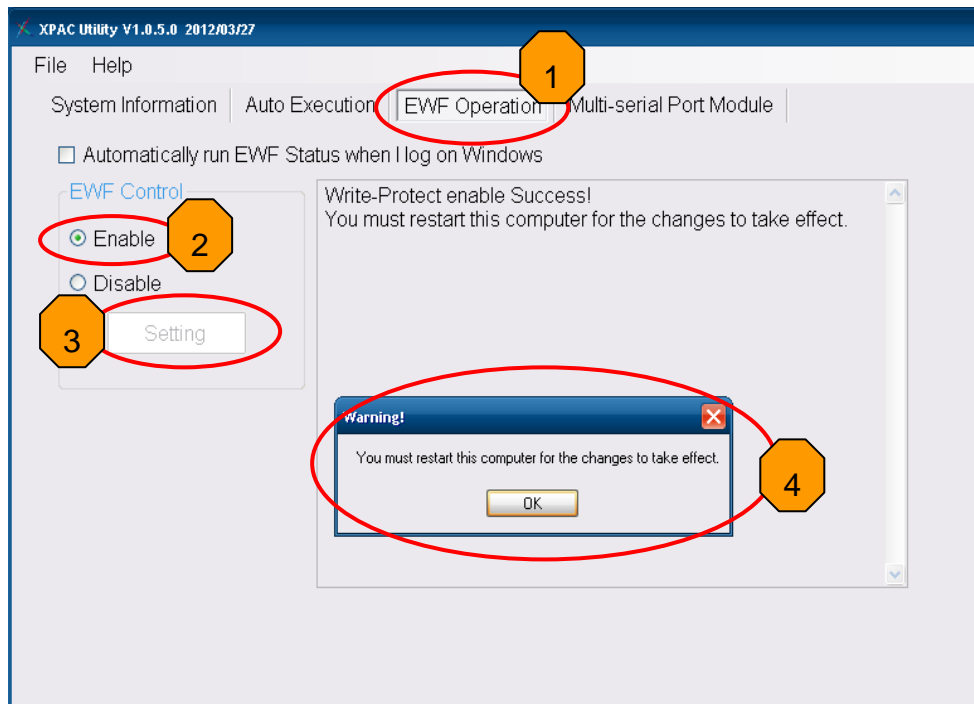 XPAC Utility V1.0.5.0 2012/03/27
File Help
1
System Information Auto Execution EWF Operation Multi-serial Port Module
Automatically run EWF Status when I log on Windows
EWF Control
Enable
2
Disable
3
Setting
Write-Protect enable Success!
You must restart this computer for the changes to take effect.
Warning!
You must restart this computer for the changes to take effect.
OK
4